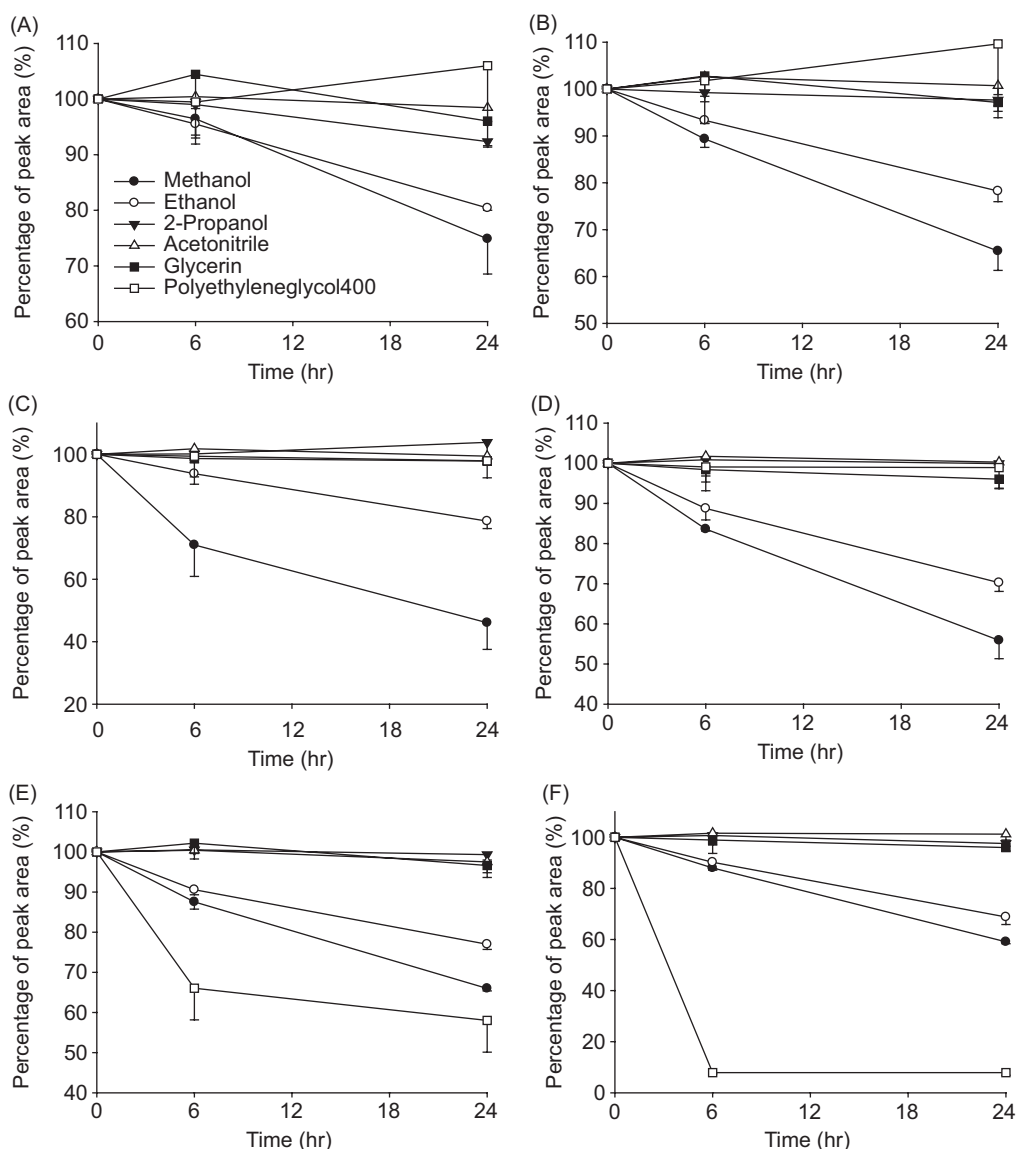 (A)
Percentage of peak area (%)
110
100
90
80
70
60
Methanol
Ethanol
2-Propanol
Acetonitrile
Glycerin
Polyethyleneglycol400
0 6 12 18 24
Time (hr)
(B)
Percentage of peak area (%)
110
100
90
80
70
60
50
0 6 12 18 24
Time (hr)
(C)
Percentage of peak area (%)
100
80
60
40
20
0 6 12 18 24
Time (hr)
(D)
Percentage of peak area (%)
110
100
90
80
70
60
50
40
0 6 12 18 24
Time (hr)
(E)
Percentage of peak area (%)
110
100
90
80
70
60
50
40
0 6 12 18 24
Time (hr)
(F)
Percentage of peak area (%)
100
80
60
40
20
0
0 6 12 18 24
Time (hr)